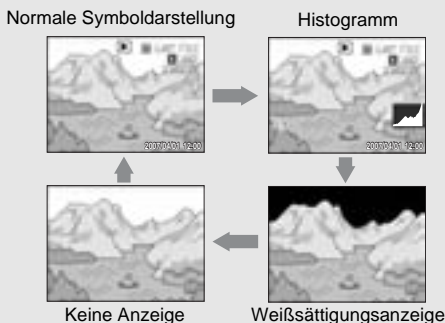 Normale Symboldarstellung
Histogramm
2007/04/01 12:00
2007/04/01 12:00
Keine Anzeige
Weißsättigungsanzeige